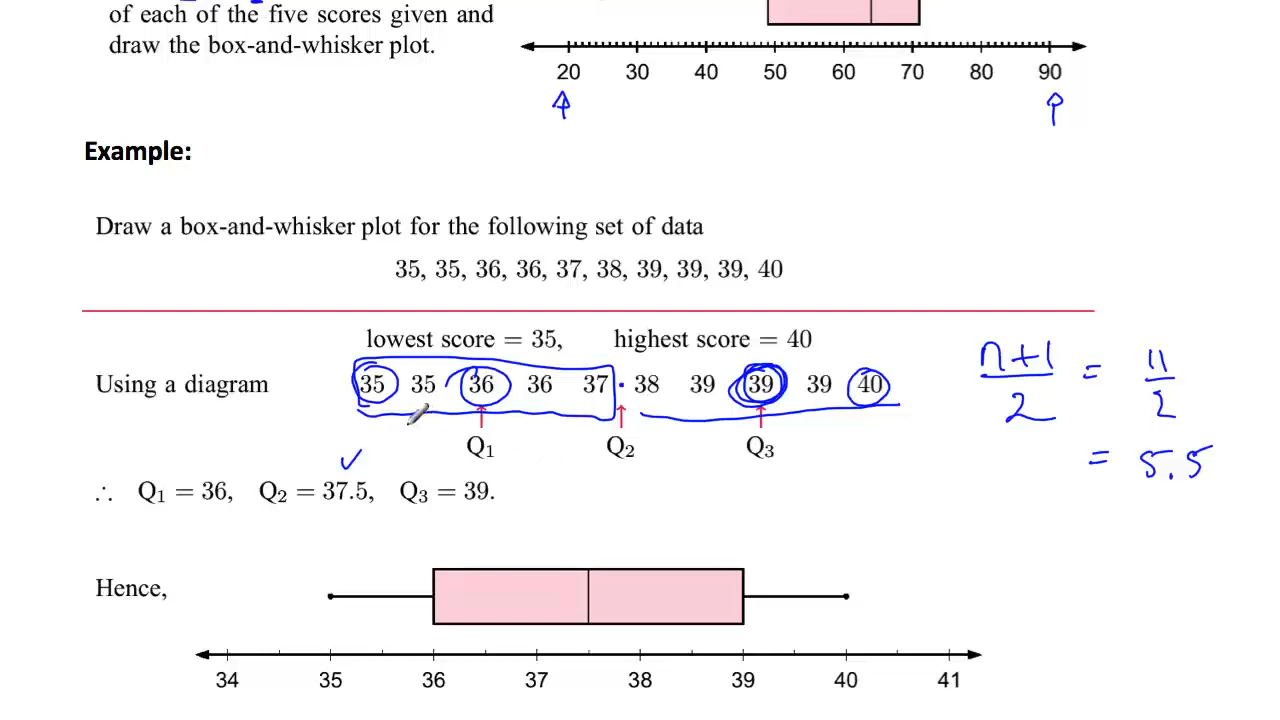 of each of the five scores given and
draw the box-and-whisker plot.
20 30 40 50 60 70 80 90
Example:
Draw a box-and-whisker plot for the following set of data
35, 35, 36, 36, 37, 38, 39, 39, 39, 40
lowest score = 35, highest score = 40
Using a diagram 35 35 36 36 37 38 39 39 39 40
Q₁ Q₂ Q₃
n+1/2 = 11/2
= 5.5
∴ Q₁ = 36, Q₂ = 37.5, Q₃ = 39.
Hence,
34 35 36 37 38 39 40 41